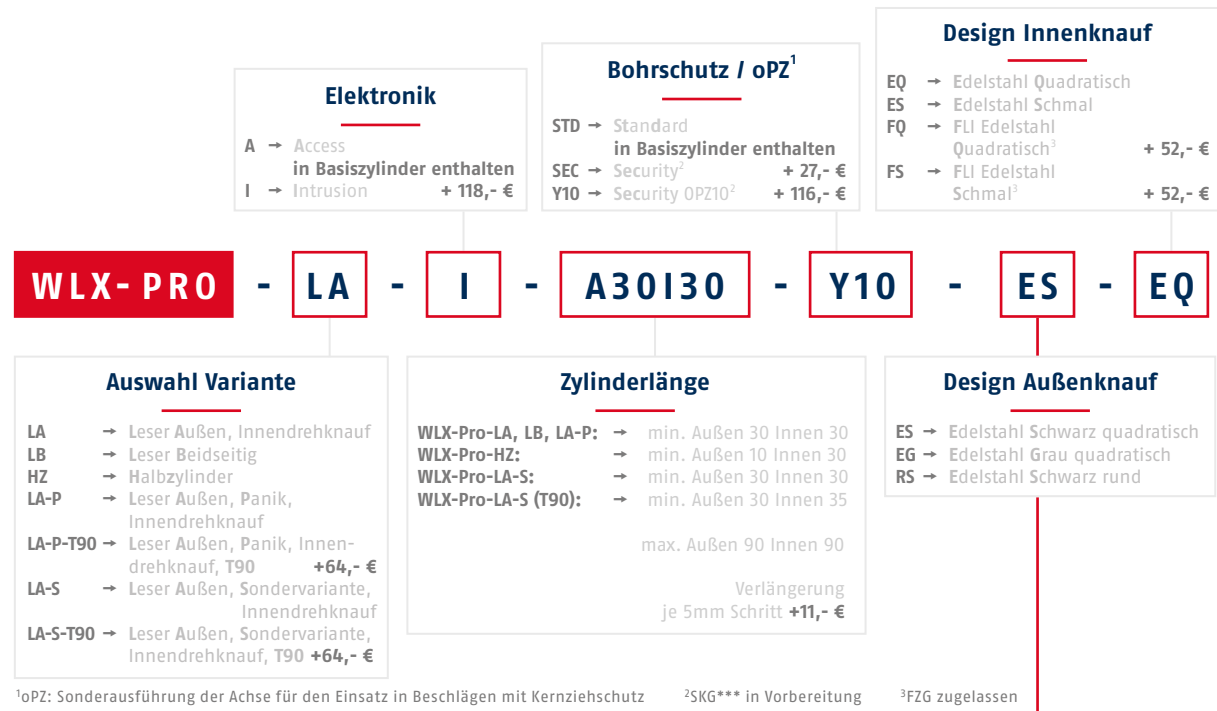 Elektronik
A → Access
in Basiszylinder enthalten
I → Intrusion + 118,- €
Bohrschutz / oPZ¹
STD → Standard
in Basiszylinder enthalten
SEC → Security² + 27,- €
Y10 → Security OPZ10² + 116,- €
Design Innenknauf
EQ → Edelstahl Quadratisch
ES → Edelstahl Schmal
FQ → FLI Edelstahl
Quadratisch³ + 52,- €
FS → FLI Edelstahl
Schmal³ + 52,- €
WLX-PRO - LA - I - A30I30 - Y10 - ES - EQ
Auswahl Variante
LA → Leser Außen, Innendrehknauf
LB → Leser Beidseitig
HZ → Halbzylinder
LA-P → Leser Außen, Panik,
Innendrehknauf
LA-P-T90 → Leser Außen, Panik, Innen-
drehknauf, T90 +64,- €
LA-S → Leser Außen, Sondervariante,
Innendrehknauf
LA-S-T90 → Leser Außen, Sondervariante,
Innendrehknauf, T90 +64,- €
Zylinderlänge
WLX-Pro-LA, LB, LA-P: → min. Außen 30 Innen 30
WLX-Pro-HZ: → min. Außen 10 Innen 30
WLX-Pro-LA-S: → min. Außen 30 Innen 30
WLX-Pro-LA-S (T90): → min. Außen 30 Innen 35
max. Außen 90 Innen 90
Verlängerung
je 5mm Schritt +11,- €
Design Außenknauf
ES → Edelstahl Schwarz quadratisch
EG → Edelstahl Grau quadratisch
RS → Edelstahl Schwarz rund
¹oPZ: Sonderausführung der Achse für den Einsatz in Beschlägen mit Kernziehschutz ²SKG*** in Vorbereitung ³FZG zugelassen